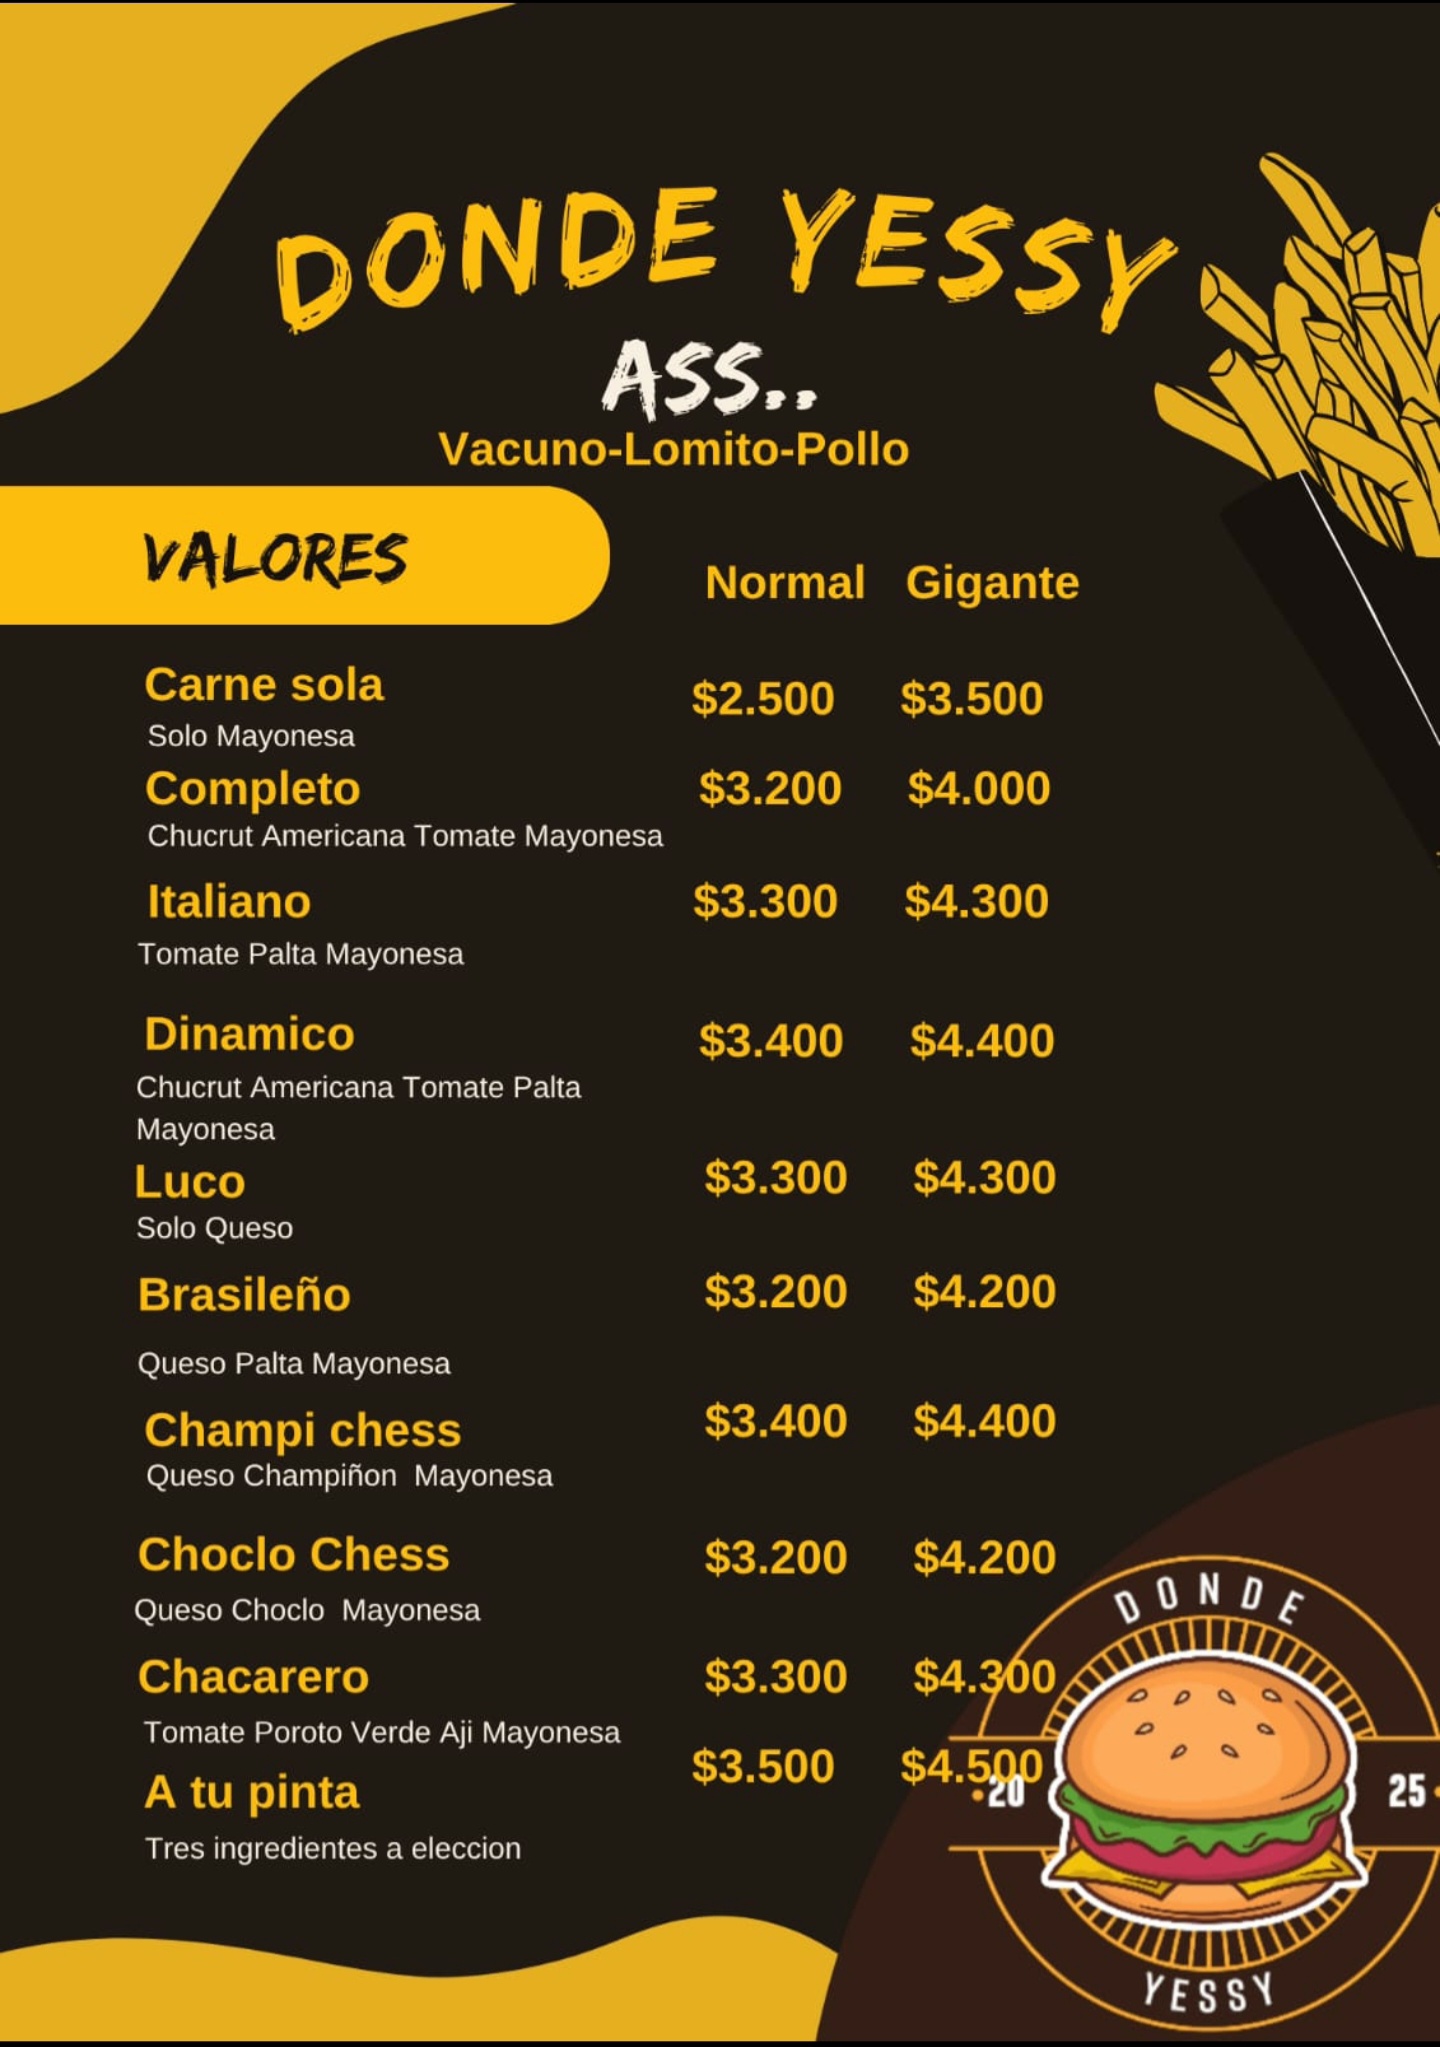 DONDE YESSY
ASS..
Vacuno-Lomito-Pollo
VALORES
Normal Gigante
Carne sola $2.500 $3.500
Solo Mayonesa
Completo $3.200 $4.000
Chucrut Americana Tomate Mayonesa
Italiano $3.300 $4.300
Tomate Palta Mayonesa
Dinamico $3.400 $4.400
Chucrut Americana Tomate Palta
Mayonesa
Luco $3.300 $4.300
Solo Queso
Brasileño $3.200 $4.200
Queso Palta Mayonesa
Champi chess $3.400 $4.400
Queso Champiñon Mayonesa
Choclo Chess $3.200 $4.200
Queso Choclo Mayonesa
Chacarero $3.300 $4.300
Tomate Poroto Verde Aji Mayonesa
A tu pinta $3.500 $4.500
Tres ingredientes a eleccion
DONDE
20 25
YESSY